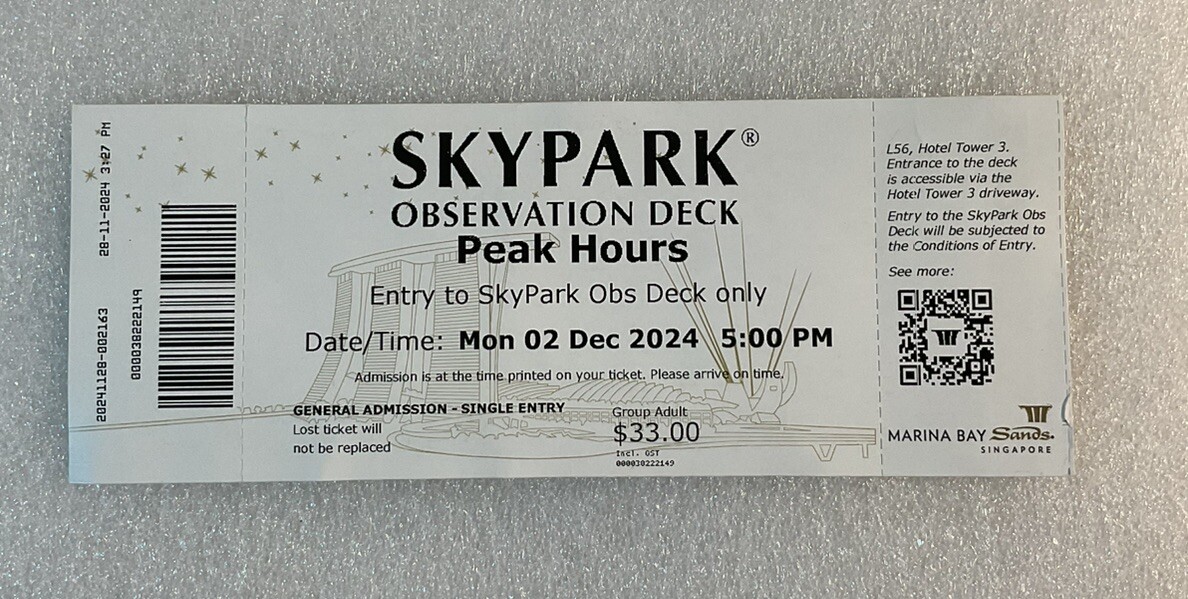 28-11-2024 3:27 PM
20241128-002163
000038222149
SKYPARK®
OBSERVATION DECK
Peak Hours
Entry to SkyPark Obs Deck only
Date/Time: Mon 02 Dec 2024 5:00 PM
Admission is at the time printed on your ticket. Please arrive on time.
GENERAL ADMISSION - SINGLE ENTRY
Lost ticket will
not be replaced
Group Adult
$33.00
Incl. GST
000038222149
L56, Hotel Tower 3.
Entrance to the deck
is accessible via the
Hotel Tower 3 driveway.
Entry to the SkyPark Obs
Deck will be subjected to
the Conditions of Entry.
See more:
MARINA BAY Sands.
SINGAPORE